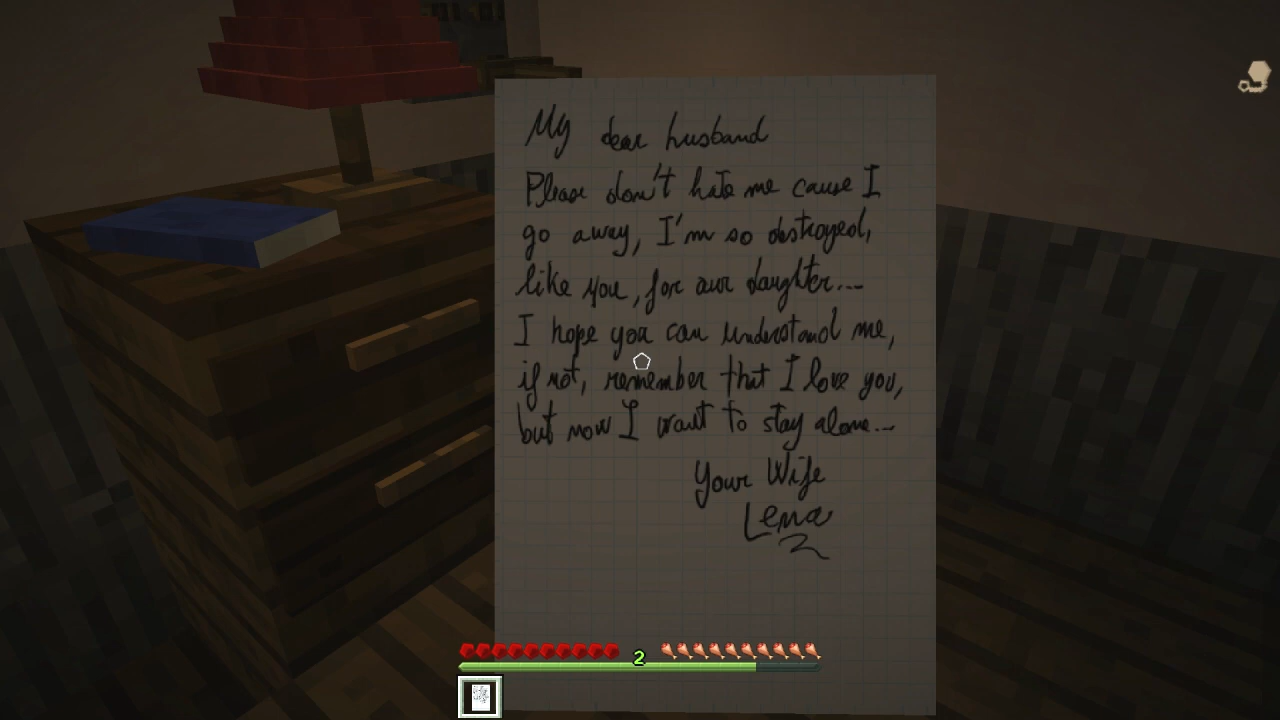 My dear husband
Please don't hate me cause I
go away, I'm so destroyed,
like you, for our daughter...
I hope you can understand me,
if not, remember that I love you,
but now I want to stay alone...
Your Wife
Lena
2